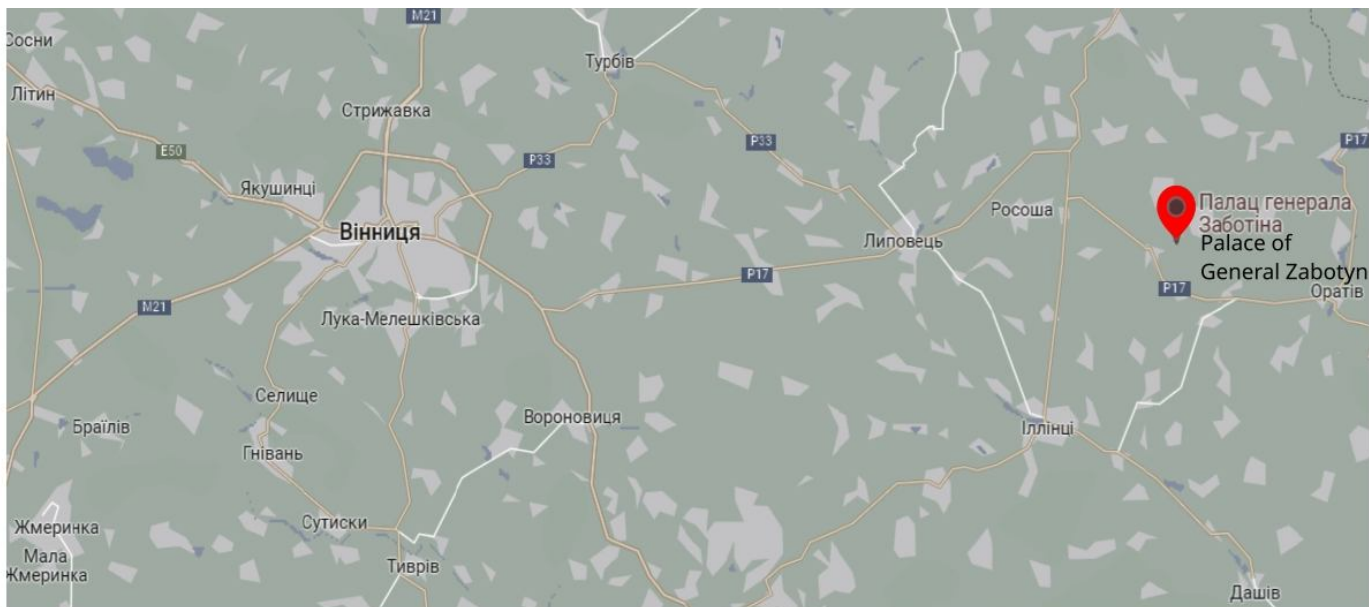 M21
Сосни
Турбів
Літин
Стрижавка
E50
P33
P33
P17
Якушинці
Палац генерала
Заботіна
Palace of
General Zabotyn
Росоша
Вінниця
Липовець
P17
P17
Оратів
M21
Лука-Мелешківська
Селище
Вороновиця
Браїлів
Іллінці
Гнівань
Жмеринка
Сутиски
Мала
Жмеринка
Тиврів
Дашів